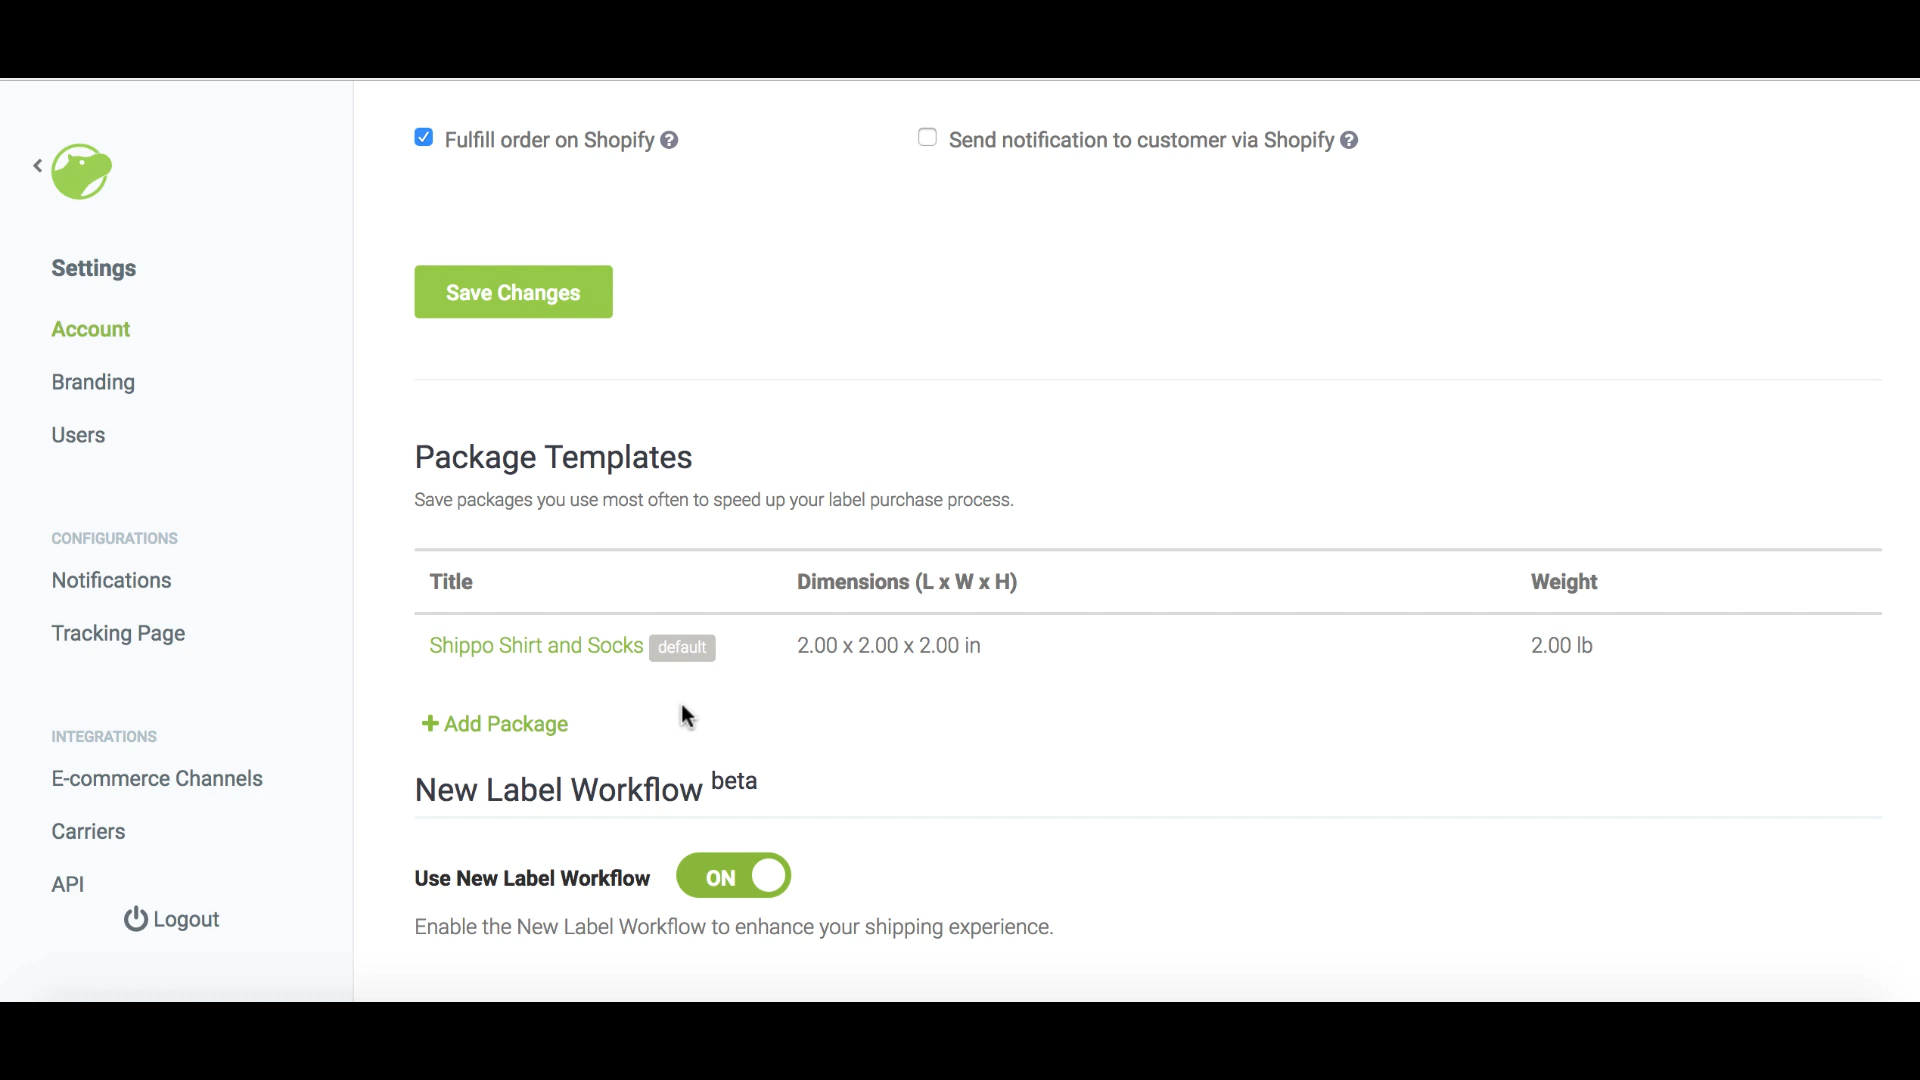 Fulfill order on Shopify ?
Send notification to customer via Shopify ?
Settings
Account
Branding
Users
CONFIGURATIONS
Notifications
Tracking Page
INTEGRATIONS
E-commerce Channels
Carriers
API
Logout
Save Changes
Package Templates
Save packages you use most often to speed up your label purchase process.
Title Dimensions (L x W x H) Weight
Shippo Shirt and Socks default 2.00 x 2.00 x 2.00 in 2.00 lb
+ Add Package
New Label Workflow beta
Use New Label Workflow ON
Enable the New Label Workflow to enhance your shipping experience.